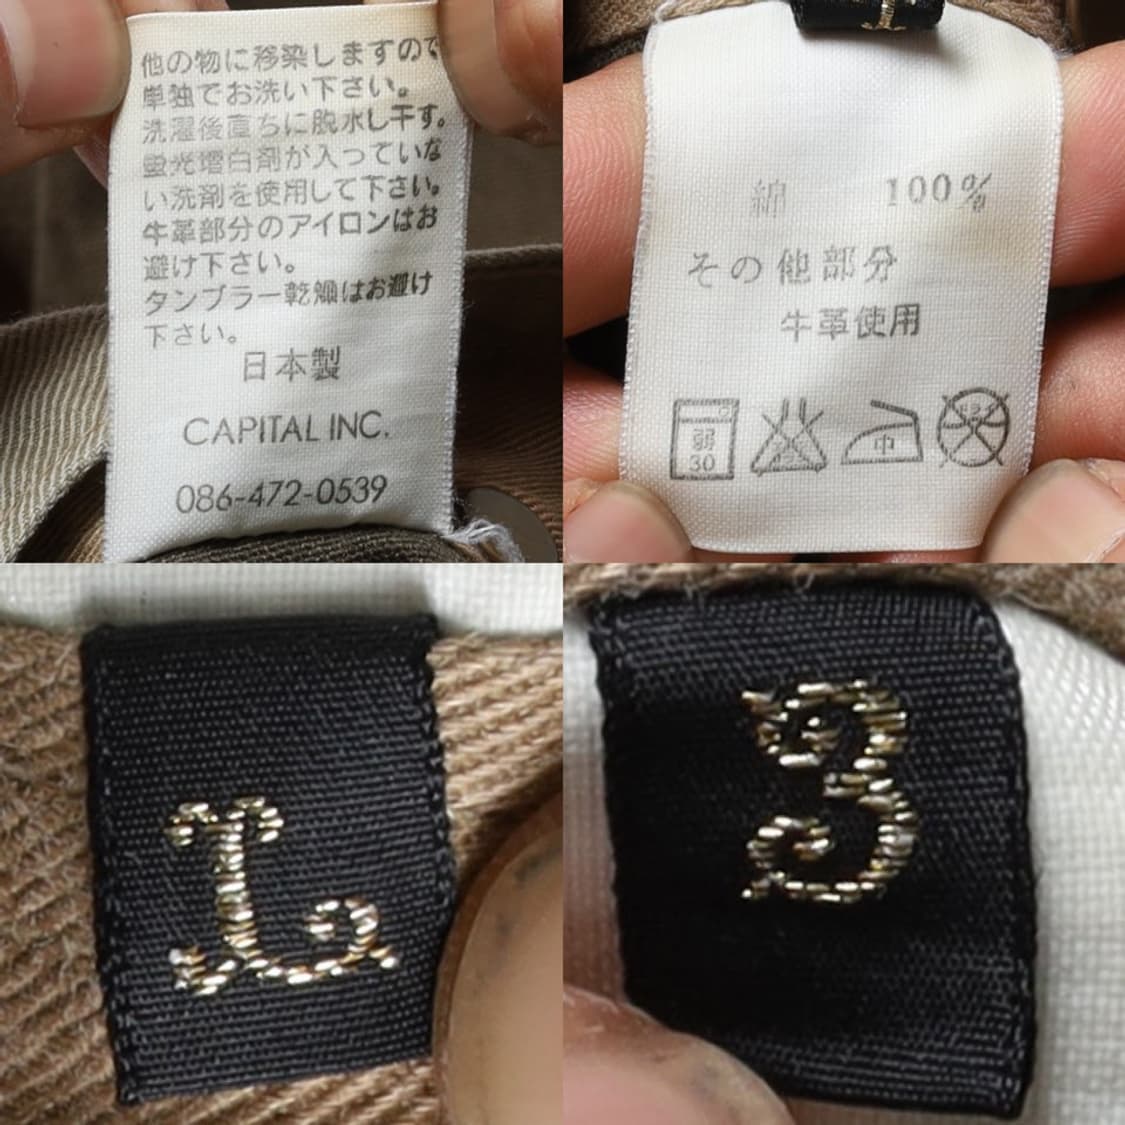 他の物に移染しますので
単独でお洗い下さい。
洗濯後直ちに脱水し干す。
蛍光増白剤が入っていな
い洗剤を使用して下さい。
牛革部分のアイロンはお
避け下さい。
タンブラー乾燥はお避け
下さい。
日本製
CAPITAL INC.
086-472-0539
綿 100%
その他部分
牛革使用
弱
30
中
L
3